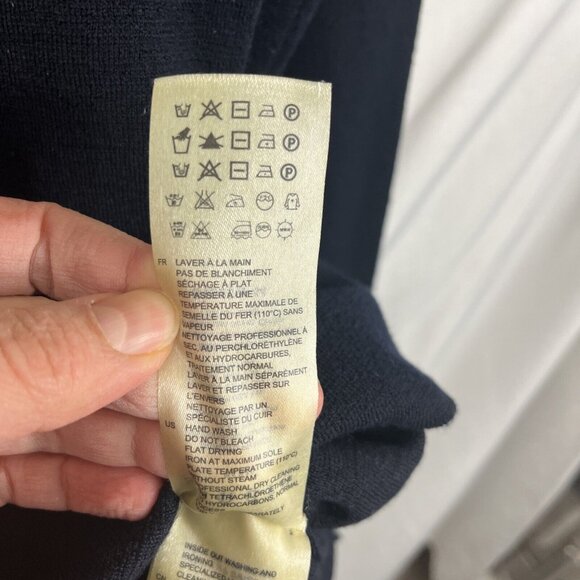 FR LAVER À LA MAIN
PAS DE BLANCHIMENT
SÉCHAGE À PLAT
REPASSER À UNE
TEMPÉRATURE MAXIMALE DE
SEMELLE DU FER (110°C) SANS
VAPEUR
NETTOYAGE PROFESSIONNEL À
SEC, AU PERCHLORÉTHYLÈNE
ET AUX HYDROCARBURES,
TRAITEMENT NORMAL
LAVER À LA MAIN SÉPARÉMENT
LAVER ET REPASSER SUR
L'ENVERS
NETTOYAGE PAR UN
SPÉCIALISTE DU CUIR
US HAND WASH
DO NOT BLEACH
FLAT DRYING
IRON AT MAXIMUM SOLE
PLATE TEMPERATURE (110°C)
WITHOUT STEAM
PROFESSIONAL DRY CLEANING
TETRACHLOROETHENE
HYDROCARBONS, NORMAL
INSIDE OUT WASHING AND
IRONING
SPECIALIZED
CN